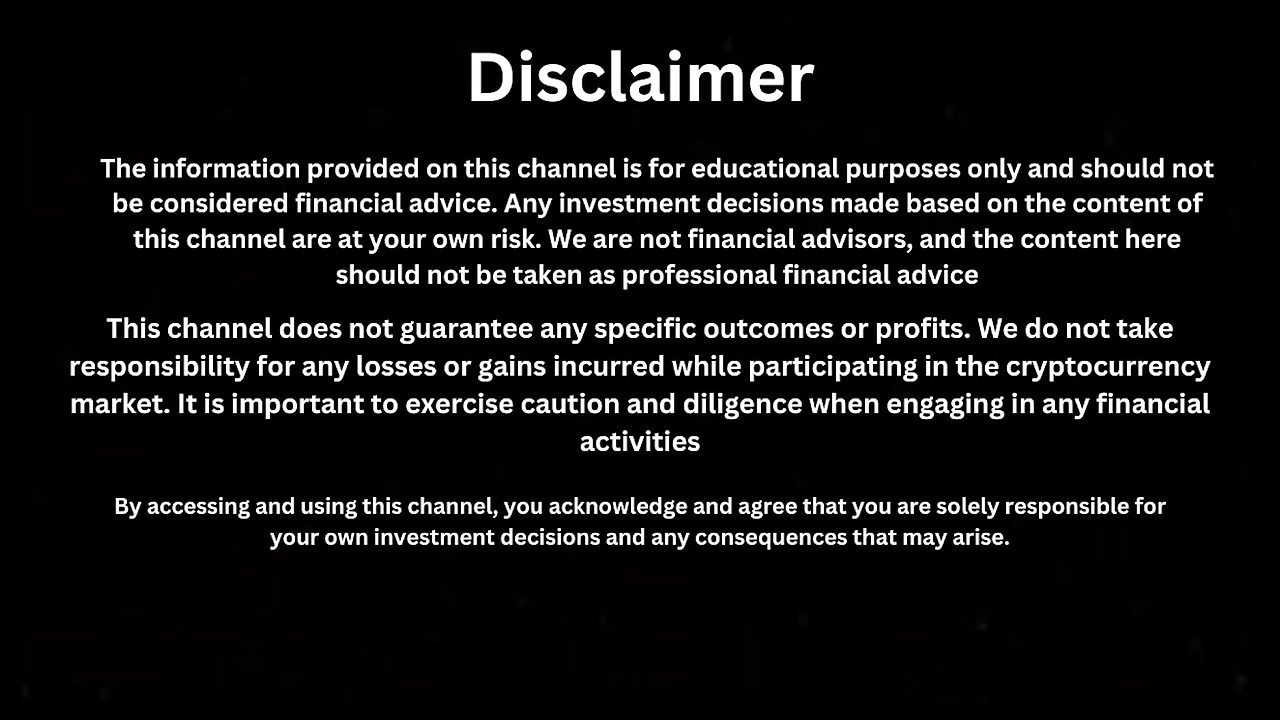 Disclaimer
The information provided on this channel is for educational purposes only and should not
be considered financial advice. Any investment decisions made based on the content of
this channel are at your own risk. We are not financial advisors, and the content here
should not be taken as professional financial advice
This channel does not guarantee any specific outcomes or profits. We do not take
responsibility for any losses or gains incurred while participating in the cryptocurrency
market. It is important to exercise caution and diligence when engaging in any financial
activities
By accessing and using this channel, you acknowledge and agree that you are solely responsible for
your own investment decisions and any consequences that may arise.